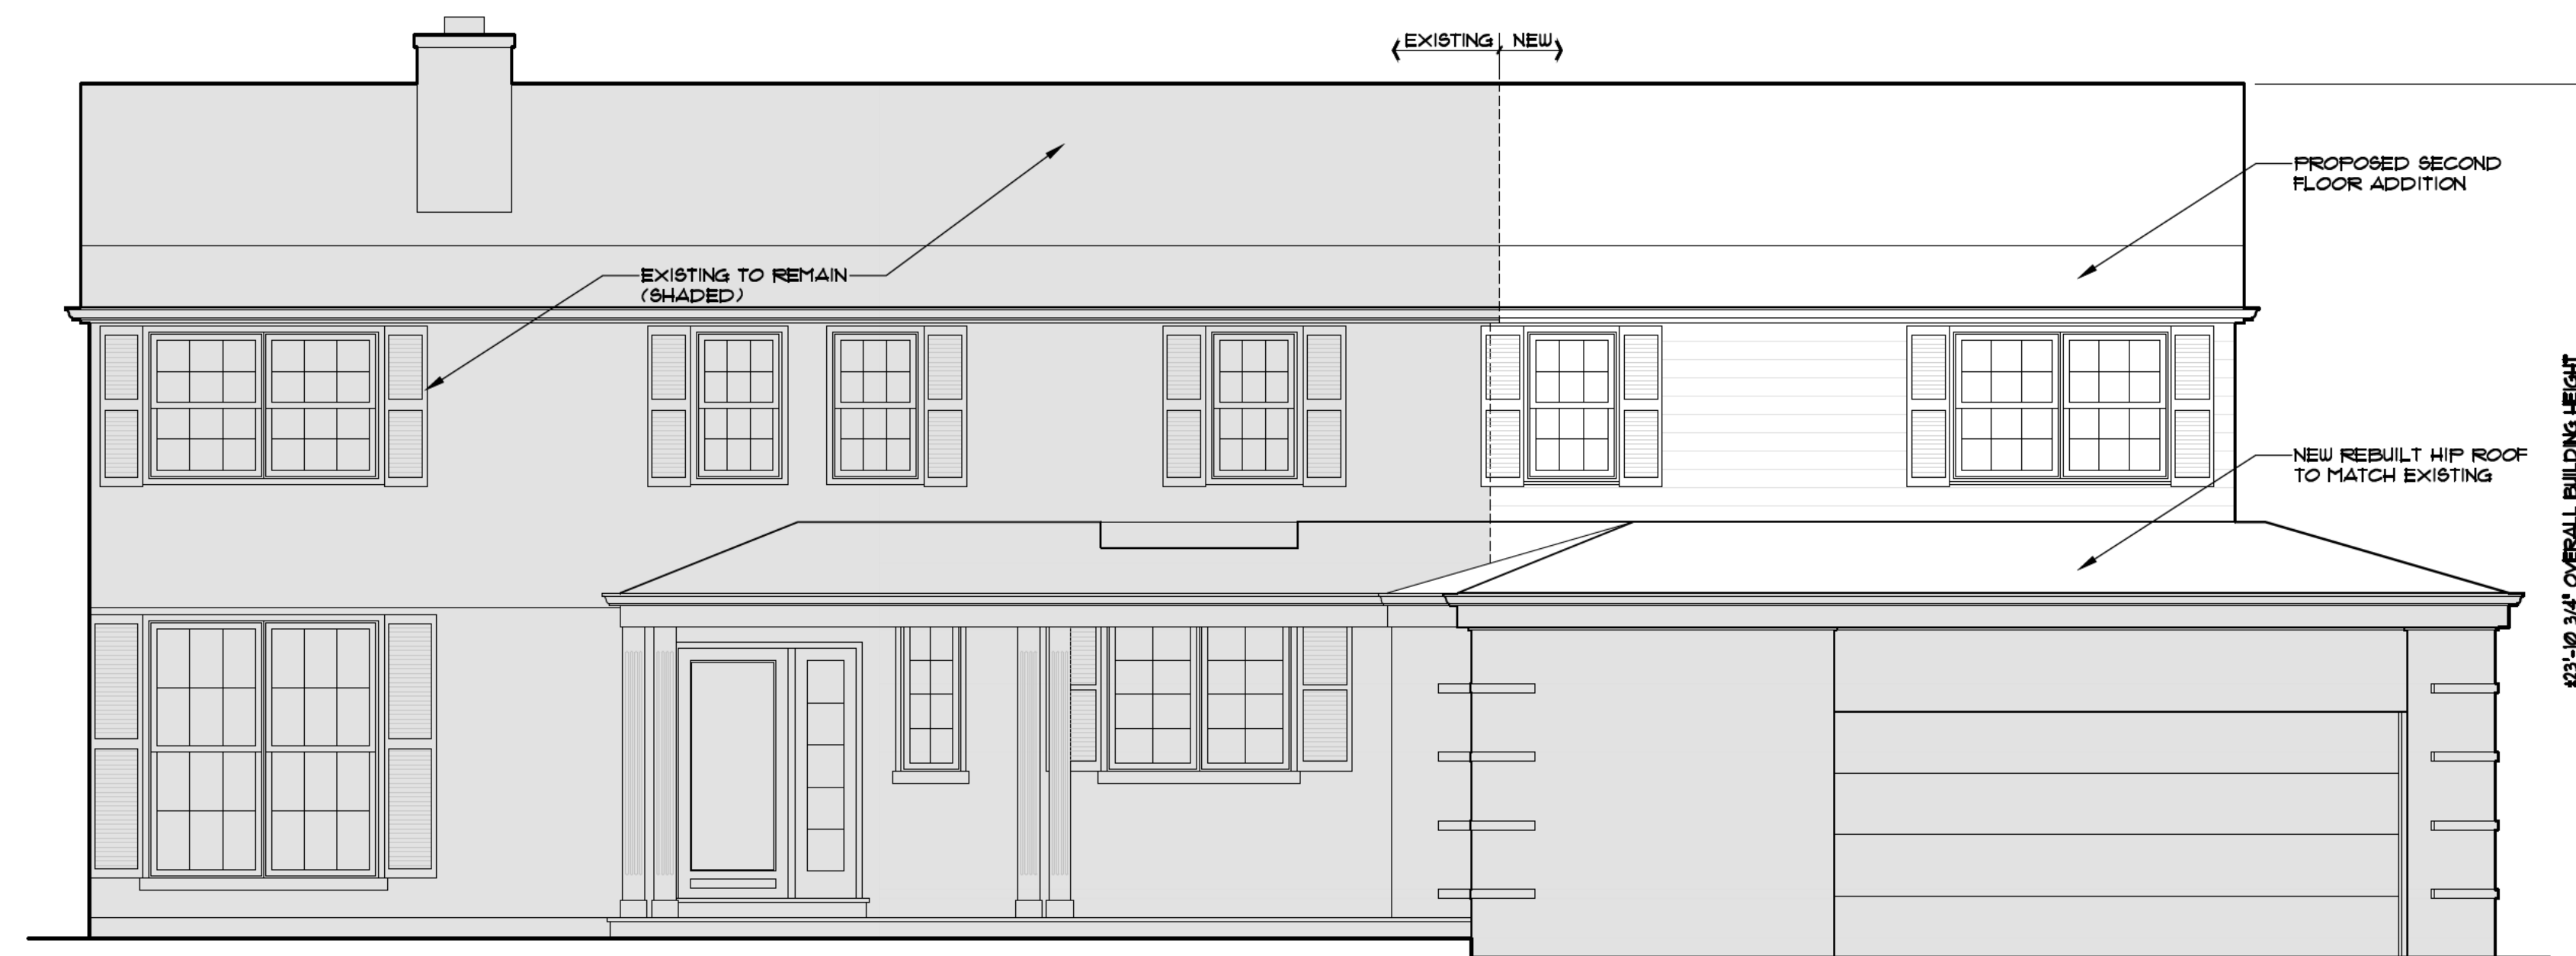 EXISTING NEW
PROPOSED SECOND
FLOOR ADDITION
EXISTING TO REMAIN
(SHADED)
NEW REBUILT HIP ROOF
TO MATCH EXISTING
±23'-10 3/4" OVERALL BUILDING HEIGHT